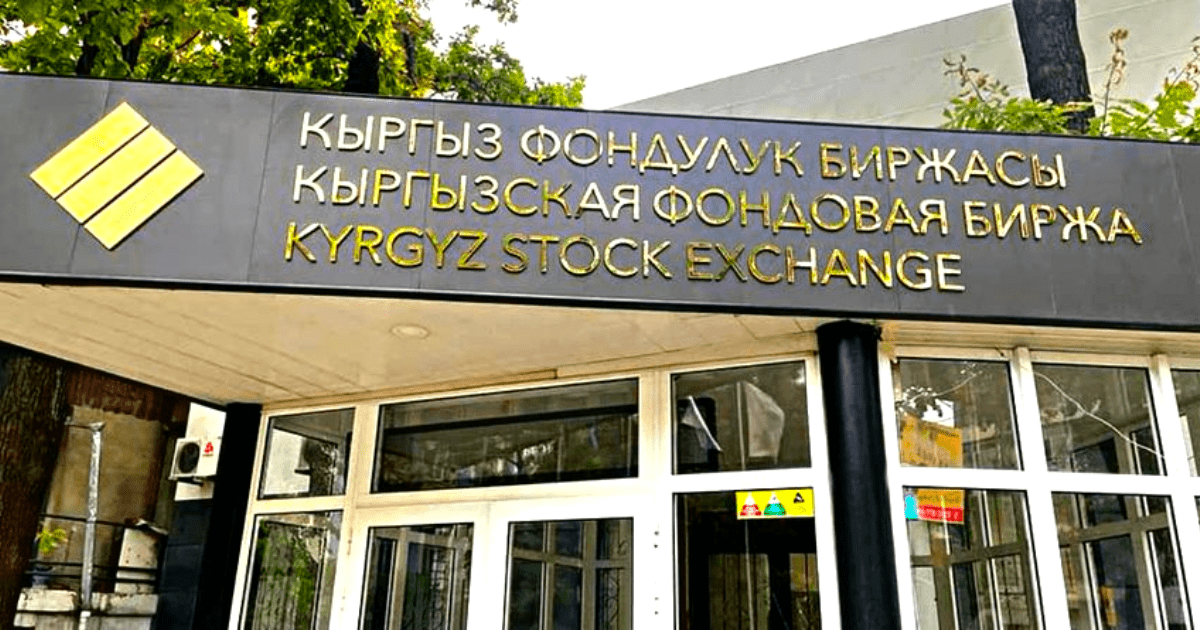 КЫРГЫЗ ФОНДУЛУК БИРЖАСЫ
КЫРГЫЗСКАЯ ФОНДОВАЯ БИРЖА
KYRGYZ STOCK EXCHANGE